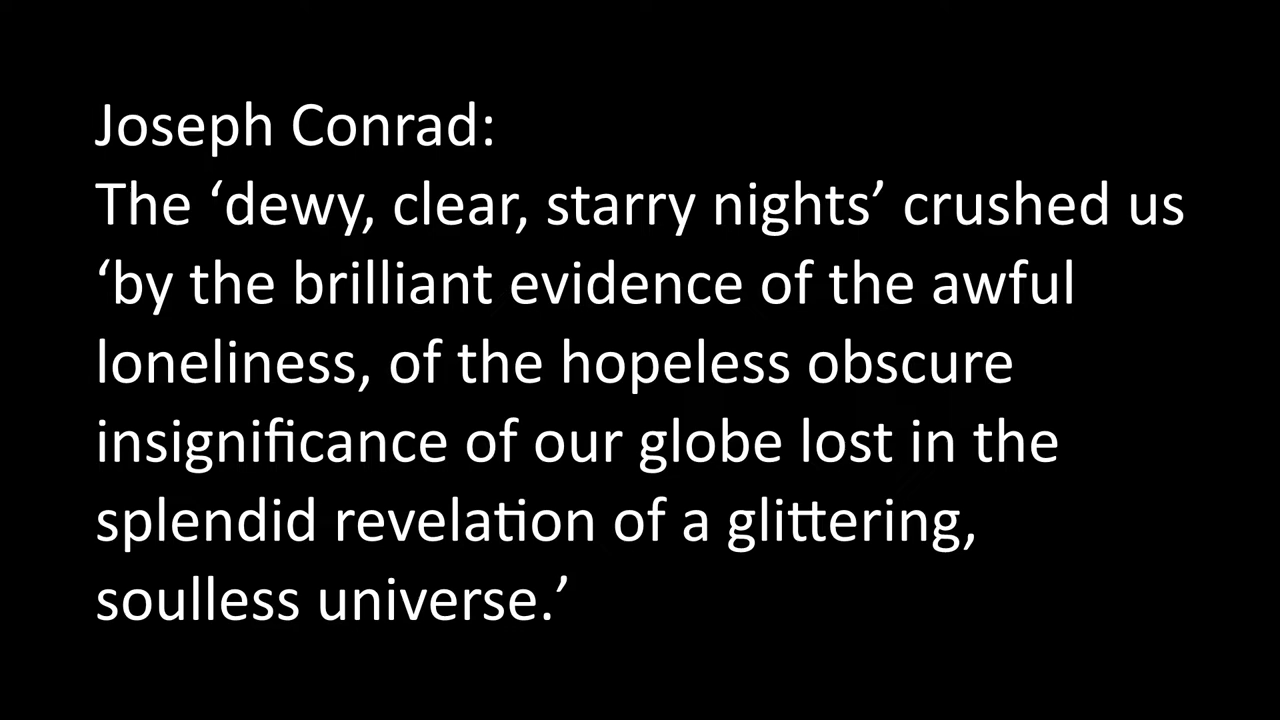 Joseph Conrad:
The ‘dewy, clear, starry nights’ crushed us
‘by the brilliant evidence of the awful
loneliness, of the hopeless obscure
insignificance of our globe lost in the
splendid revelation of a glittering,
soulless universe.’